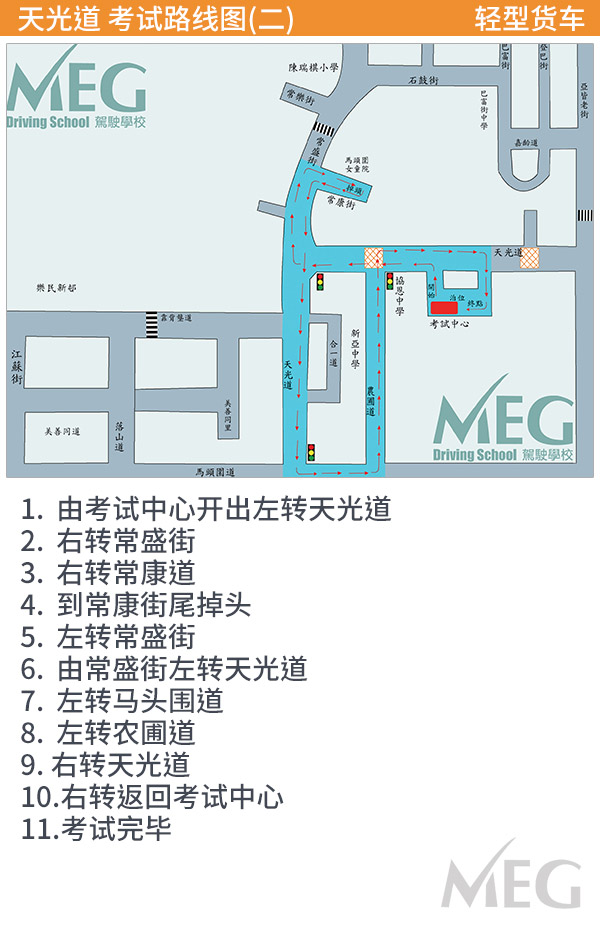 天光道 考试路线图(二)
轻型货车
MEG
Driving School 駕駛學校
陳瑞棋小學
常樂街
石鼓街
巴富街
登巴街
亞皆老街
巴富街中學
嘉齡道
常盛街
馬頭圍
女童院
掉頭
常康街
天光道
樂民新邨
協恩中學
開始
泊位
終點
考試中心
靠背壟道
江蘇街
合一道
新亞中學
天光道
農圃道
美善同里
美善同道
落山道
馬頭圍道
MEG
Driving School 駕駛學校
1. 由考试中心开出左转天光道
2. 右转常盛街
3. 右转常康道
4. 到常康街尾掉头
5. 左转常盛街
6. 由常盛街左转天光道
7. 左转马头围道
8. 左转农圃道
9. 右转天光道
10.右转返回考试中心
11.考试完毕
MEG